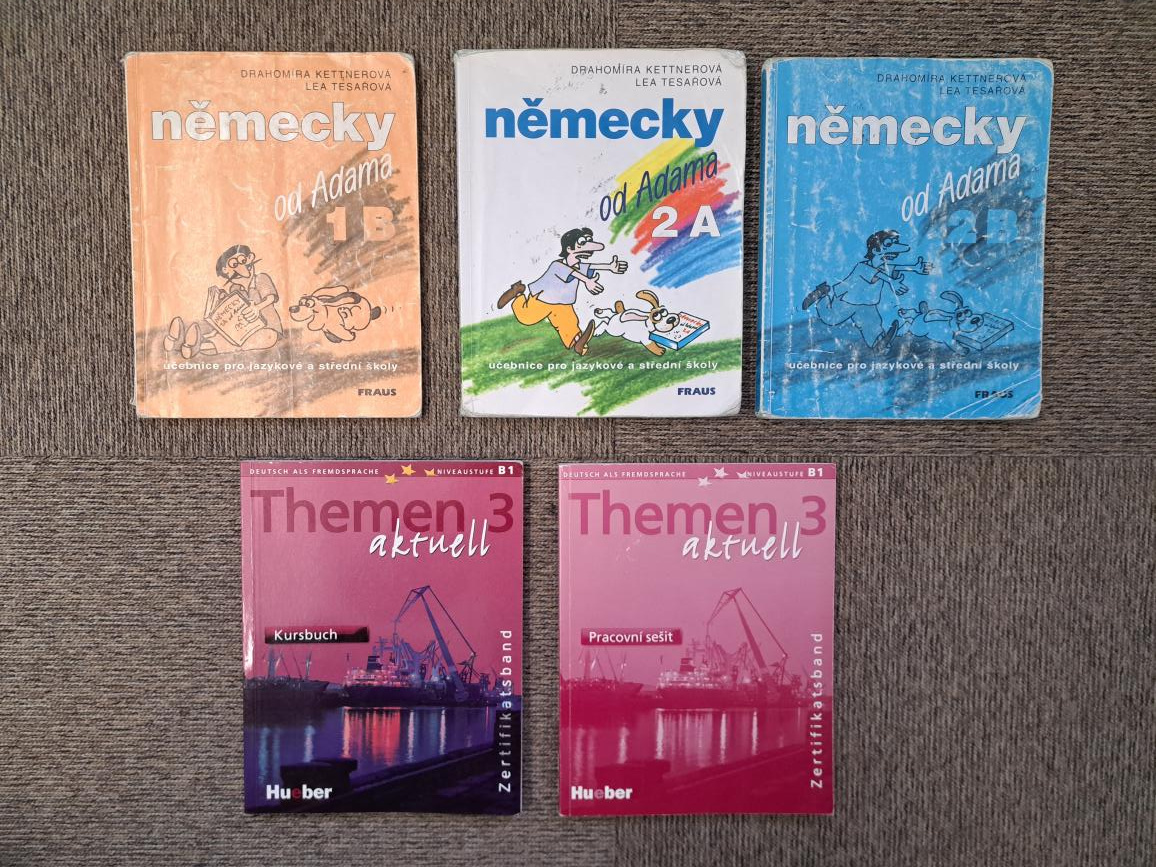 DRAHOMÍRA KETTNEROVÁ
LEA TESAŘOVÁ
německy
od Adama
1 B
učebnice pro jazykové a střední školy
FRAUS
DRAHOMÍRA KETTNEROVÁ
LEA TESAŘOVÁ
německy
od Adama
2 A
učebnice pro jazykové a střední školy
FRAUS
DRAHOMÍRA KETTNEROVÁ
LEA TESAŘOVÁ
německy
od Adama
2 B
učebnice pro jazykové a střední školy
FRAUS
DEUTSCH ALS FREMDSPRACHE NIVEAUSTUFE B1
Themen 3
aktuell
Kursbuch
Zertifikatsband
Hueber
DEUTSCH ALS FREMDSPRACHE NIVEAUSTUFE B1
Themen 3
aktuell
Pracovní sešit
Zertifikatsband
Hueber